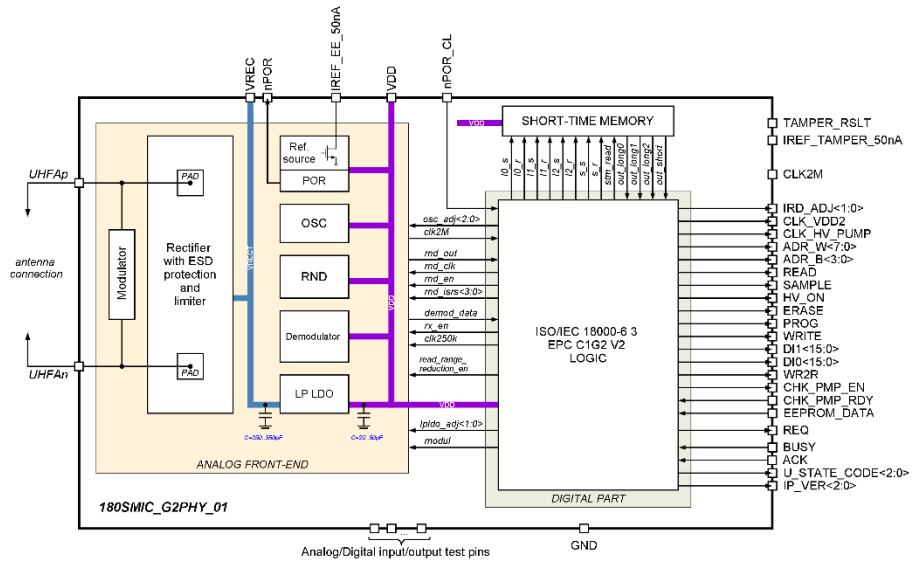 VREC
nPOR
IREF_EE_50nA
VDD
nPOR_CL
VDD
SHORT-TIME MEMORY
TAMPER_RSLT
IREF_TAMPER_50nA
CLK2M
l0_s
l0_r
l1_s
l1_r
l2_s
l2_r
s_s
s_r
stm_read
out_long0
out_long1
out_long2
out_short
UHFAp
antenna
connection
UHFAn
Modulator
PAD
Rectifier
with ESD
protection
and
limiter
PAD
VRECT
Ref.
source
POR
OSC
RND
Demodulator
LP LDO
VDD
VDD
ANALOG FRONT-END
osc_adj<2:0>
clk2M
rnd_out
rnd_clk
rnd_en
rnd_isrs<3:0>
demod_data
rx_en
clk250k
read_range_
reduction_en
lpldo_adj<1:0>
modul
ISO/IEC 18000-6 3
EPC C1G2 V2
LOGIC
DIGITAL PART
IRD_ADJ<1:0>
CLK_VDD2
CLK_HV_PUMP
ADR_W<7:0>
ADR_B<3:0>
READ
SAMPLE
HV_ON
ERASE
PROG
WRITE
DI1<15:0>
DI0<15:0>
WR2R
CHK_PMP_EN
CHK_PMP_RDY
EEPROM_DATA
REQ
BUSY
ACK
U_STATE_CODE<2:0>
IP_VER<2:0>
180SMIC_G2PHY_01
...
Analog/Digital input/output test pins
GND